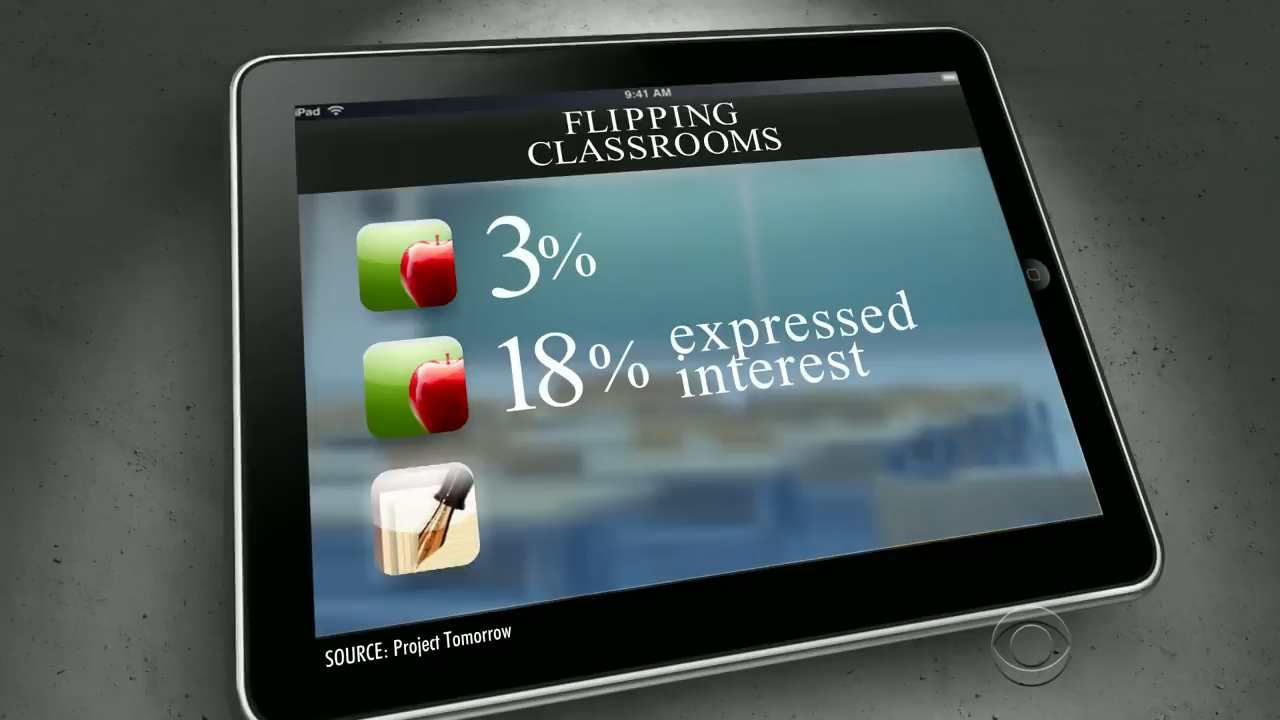 iPad
9:41 AM
FLIPPING
CLASSROOMS
3%
18% expressed
interest
SOURCE: Project Tomorrow